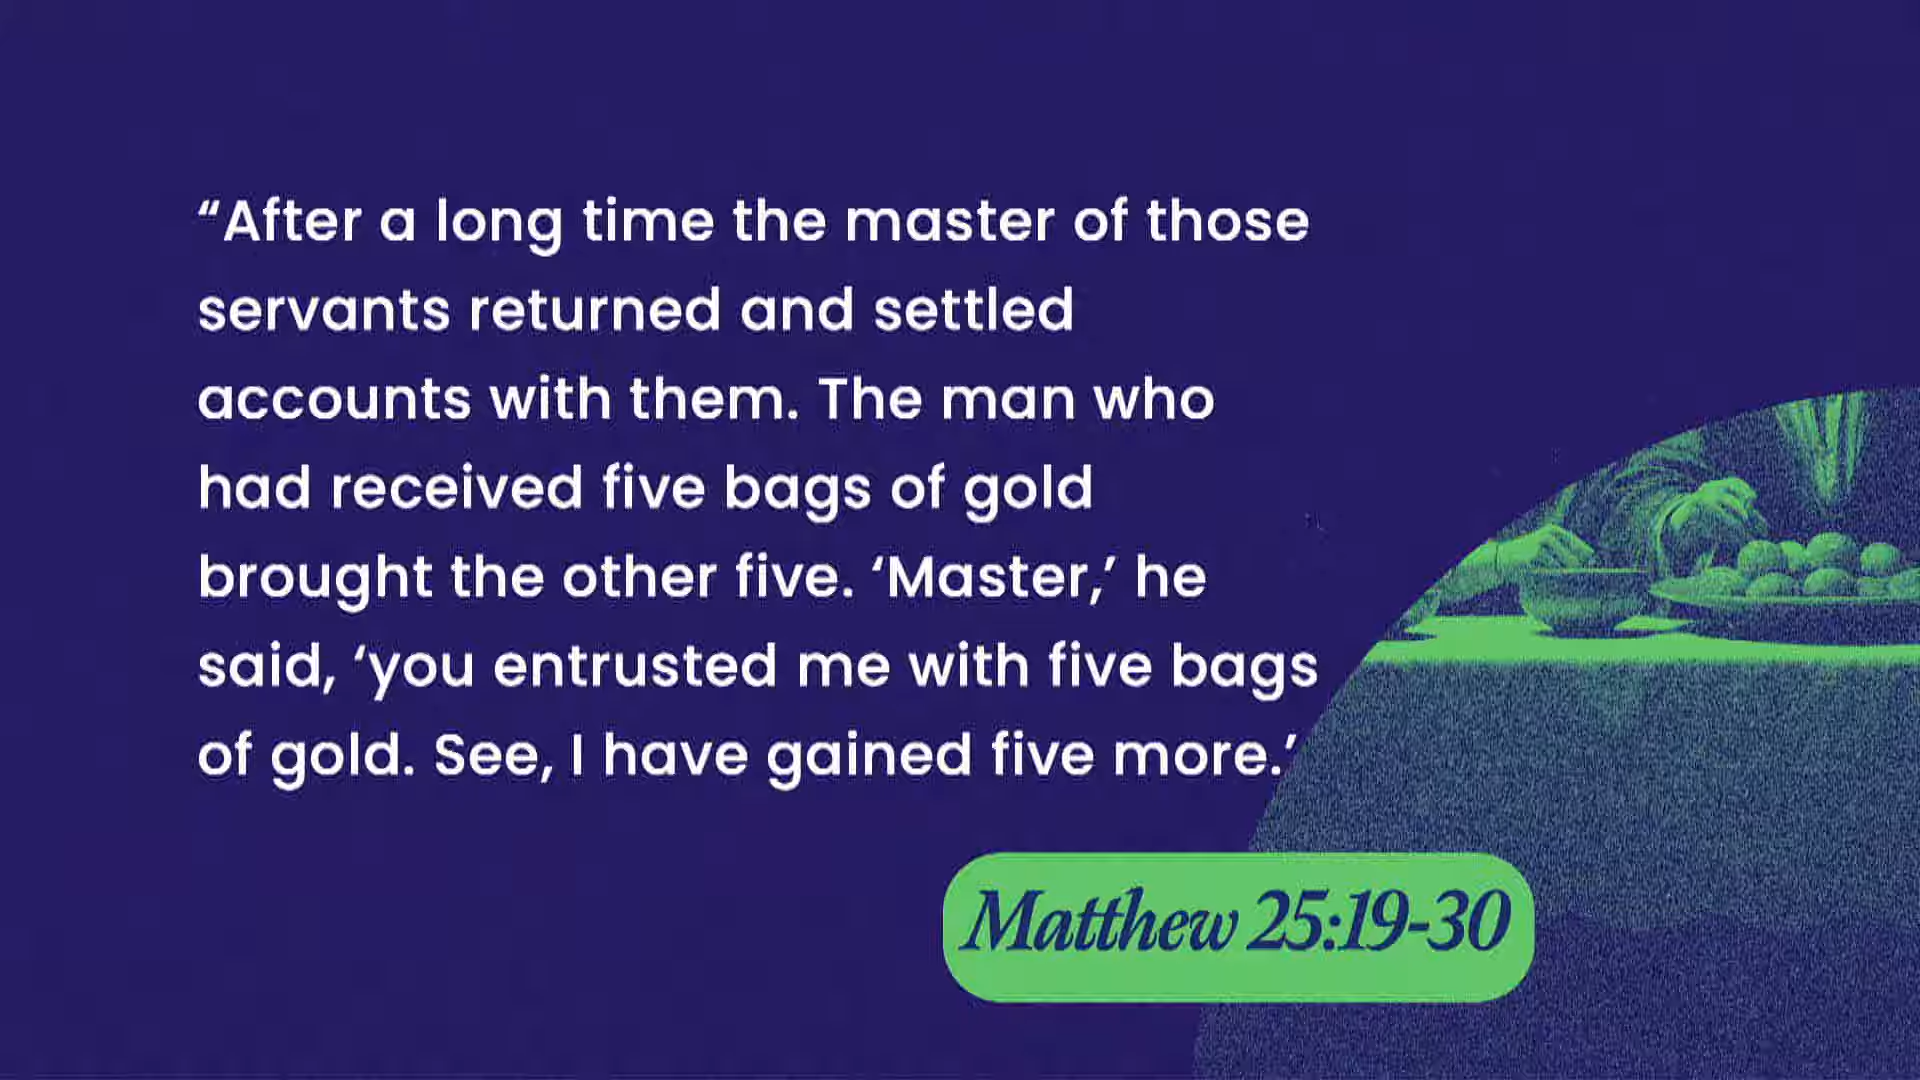 “After a long time the master of those
servants returned and settled
accounts with them. The man who
had received five bags of gold
brought the other five. ‘Master,’ he
said, ‘you entrusted me with five bags
of gold. See, I have gained five more.’
Matthew 25:19-30